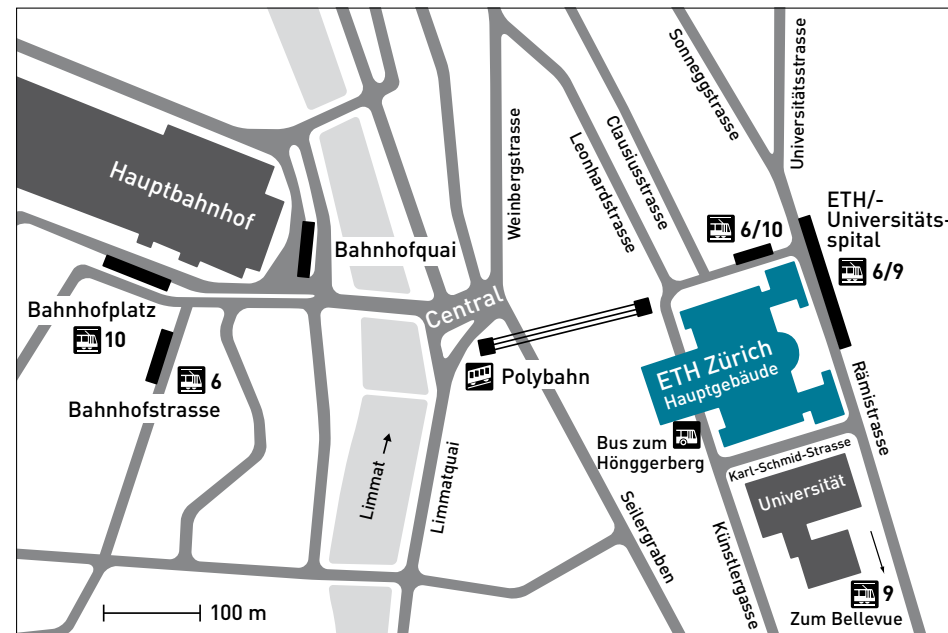 Sonneggstrasse
Universitätsstrasse
Hauptbahnhof
Weinbergstrasse
Leonhardstrasse
Clausiusstrasse
ETH/-
Universitäts-
spital
6/9
6/10
Bahnhofquai
Central
Bahnhofplatz
10
6
Bahnhofstrasse
Polybahn
ETH Zürich
Hauptgebäude
Rämistrasse
Bus zum
Hönggerberg
Karl-Schmid-Strasse
Universität
Limmat
Limmatquai
Seilergraben
Künstlergasse
9
Zum Bellevue
100 m